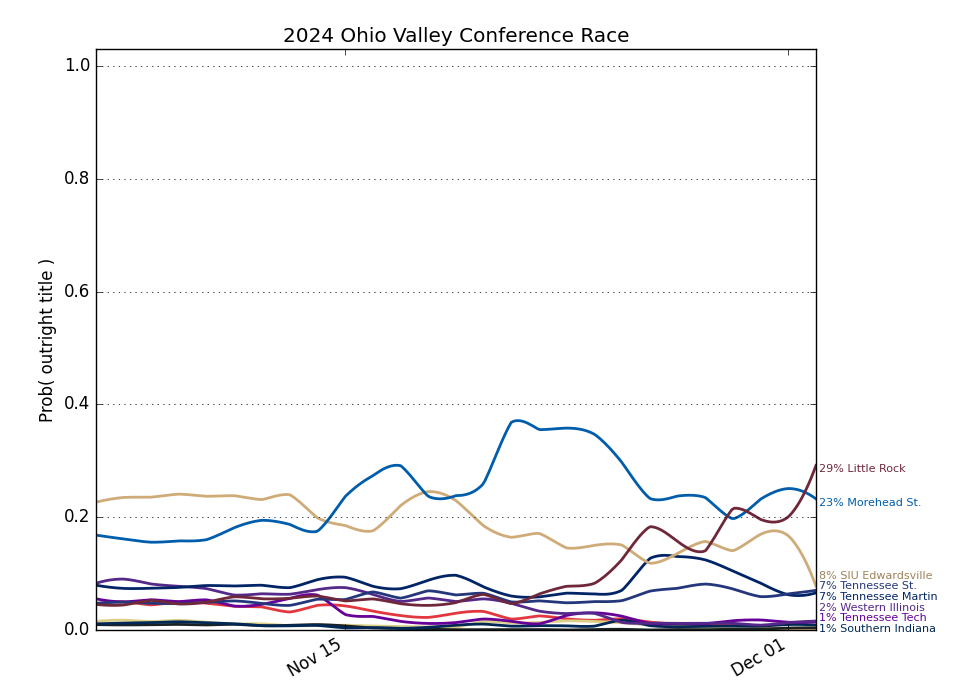 2024 Ohio Valley Conference Race
Prob( outright title )
1.0
0.8
0.6
0.4
0.2
0.0
Nov 15
Dec 01
29% Little Rock
23% Morehead St.
8% SIU Edwardsville
7% Tennessee St.
7% Tennessee Martin
2% Western Illinois
1% Tennessee Tech
1% Southern Indiana